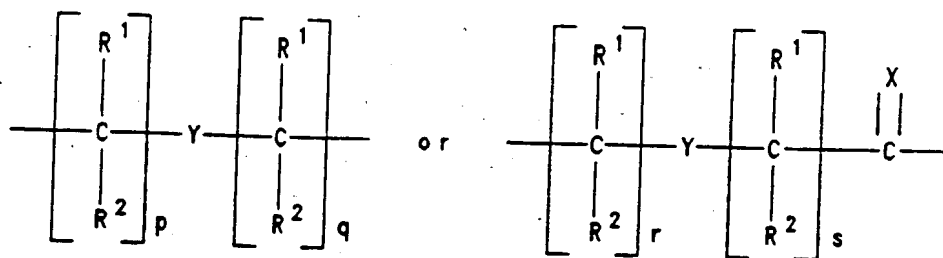 R¹ R¹ R¹ R¹ X
C Y C or C Y C C
R² p R² q R² r R² s